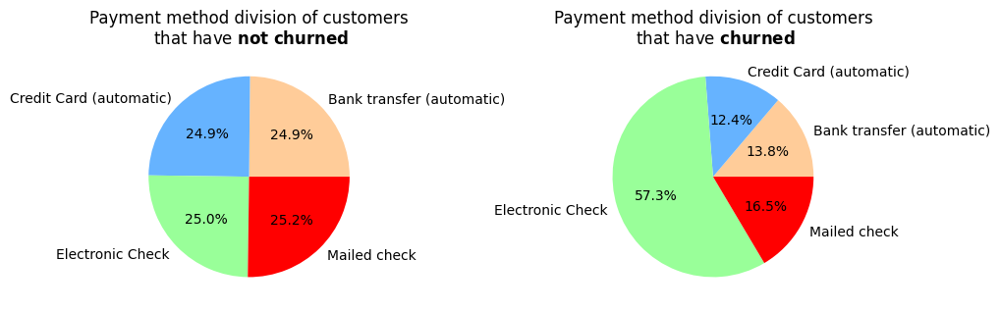 Payment method division of customers
that have not churned
Credit Card (automatic)
Bank transfer (automatic)
24.9%
24.9%
25.0%
25.2%
Electronic Check
Mailed check
Payment method division of customers
that have churned
Credit Card (automatic)
12.4%
Bank transfer (automatic)
13.8%
57.3%
16.5%
Electronic Check
Mailed check